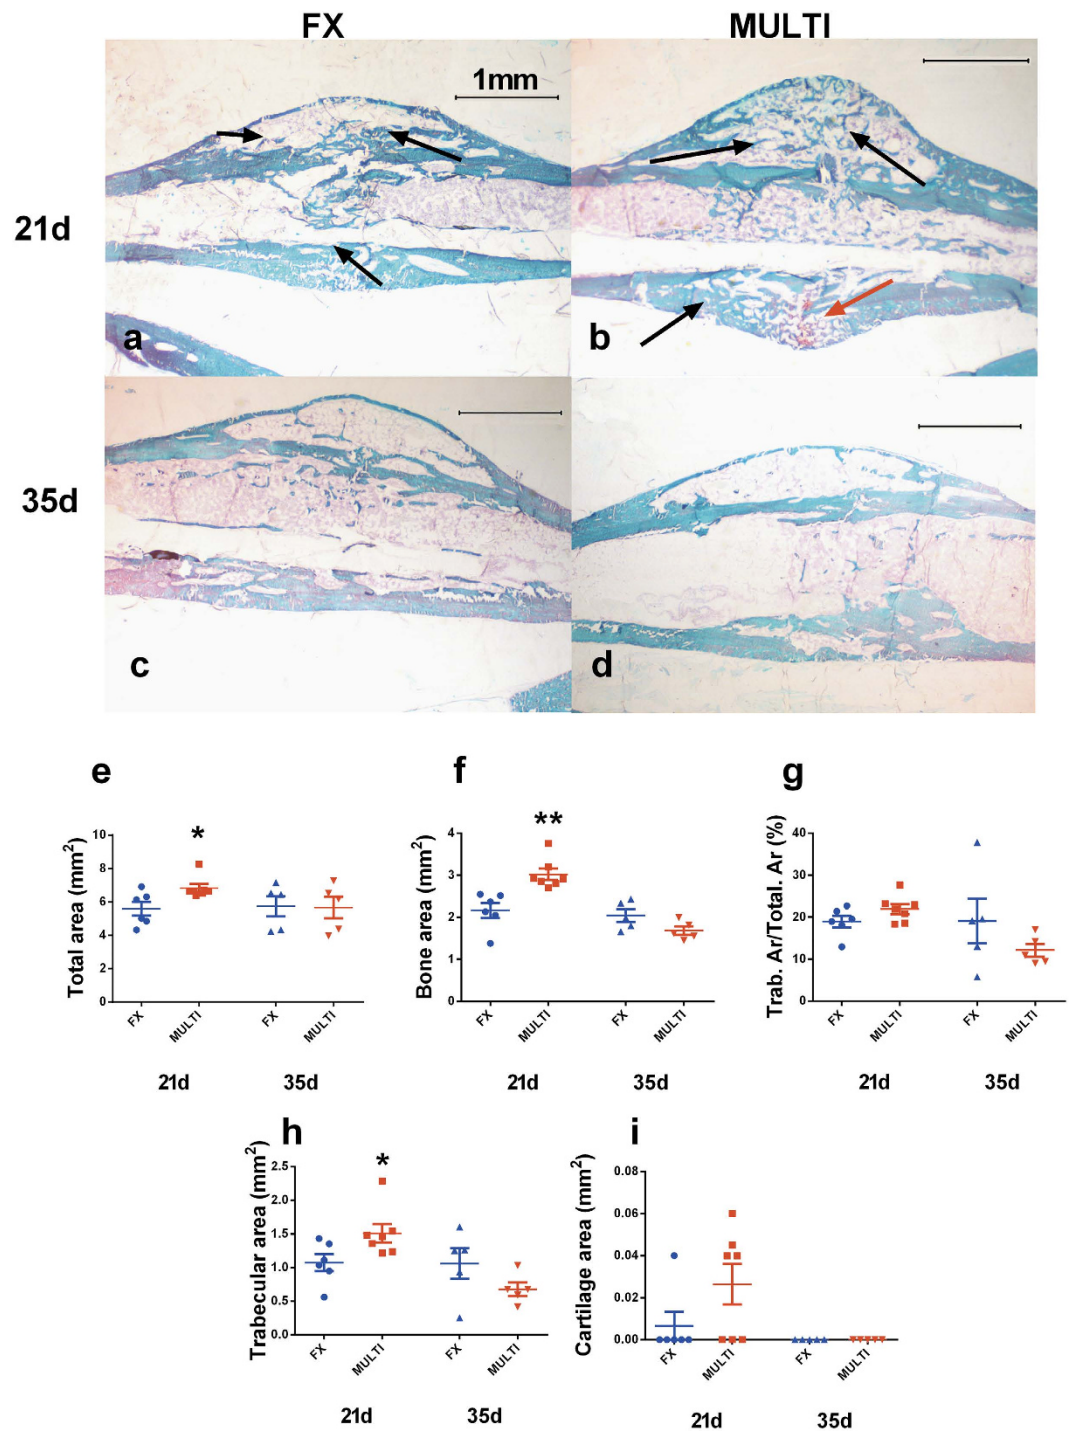 FX MULTI
1mm
21d
a b
35d
c d
e f g
Total area (mm²)
10
8
6
4
2
0
*
FX MULTI FX MULTI
21d 35d
Bone area (mm²)
4
3
2
1
0
**
FX MULTI FX MULTI
21d 35d
Trab. Ar/Total. Ar (%)
40
30
20
10
0
FX MULTI FX MULTI
21d 35d
h i
Trabecular area (mm²)
2.5
2.0
1.5
1.0
0.5
0.0
*
FX MULTI FX MULTI
21d 35d
Cartilage area (mm²)
0.08
0.06
0.04
0.02
0.00
FX MULTI FX MULTI
21d 35d